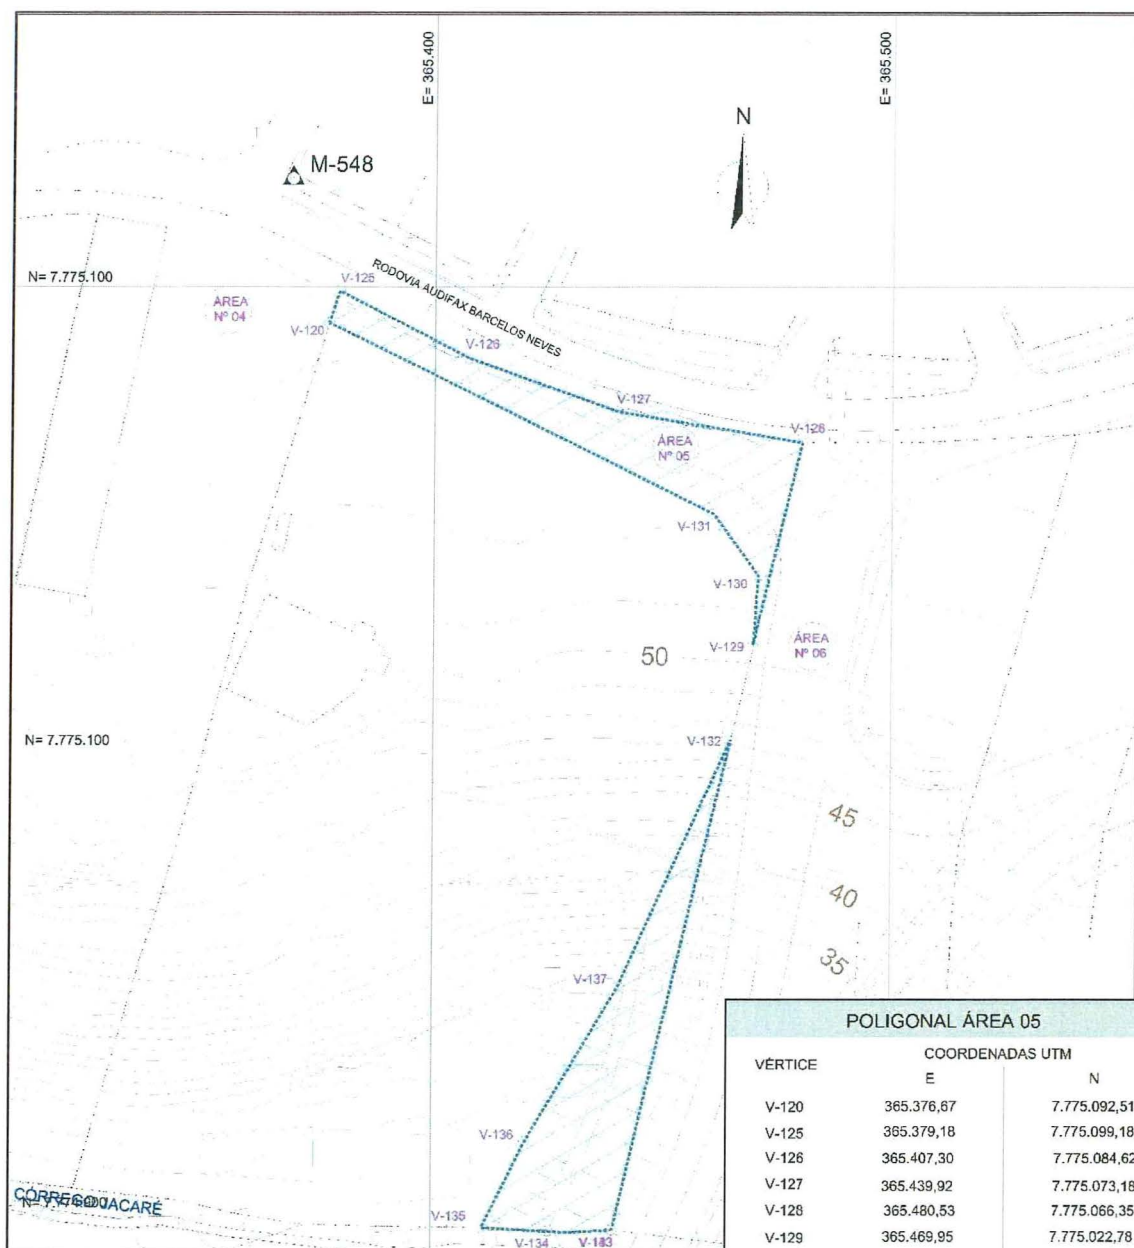 E= 365.400
E= 365.500
N
M-548
N= 7.775.100
V-125
RODOVIA AUDIFAX BARCELOS NEVES
ÁREA
Nº 04
V-120
V-126
V-127
V-128
ÁREA
Nº 05
V-131
V-130
V-129
ÁREA
Nº 06
50
N= 7.775.100
V-132
45
40
35
V-137
V-136
CÓRREGO JACARÉ
V-135
V-134
POLIGONAL ÁREA 05
VÉRTICE
COORDENADAS UTM
E
N
V-120 365.376,67 7.775.092,51
V-125 365.379,18 7.775.099,18
V-126 365.407,30 7.775.084,62
V-127 365.439,92 7.775.073,18
V-128 365.480,53 7.775.066,35
V-129 365.469,95 7.775.022,78